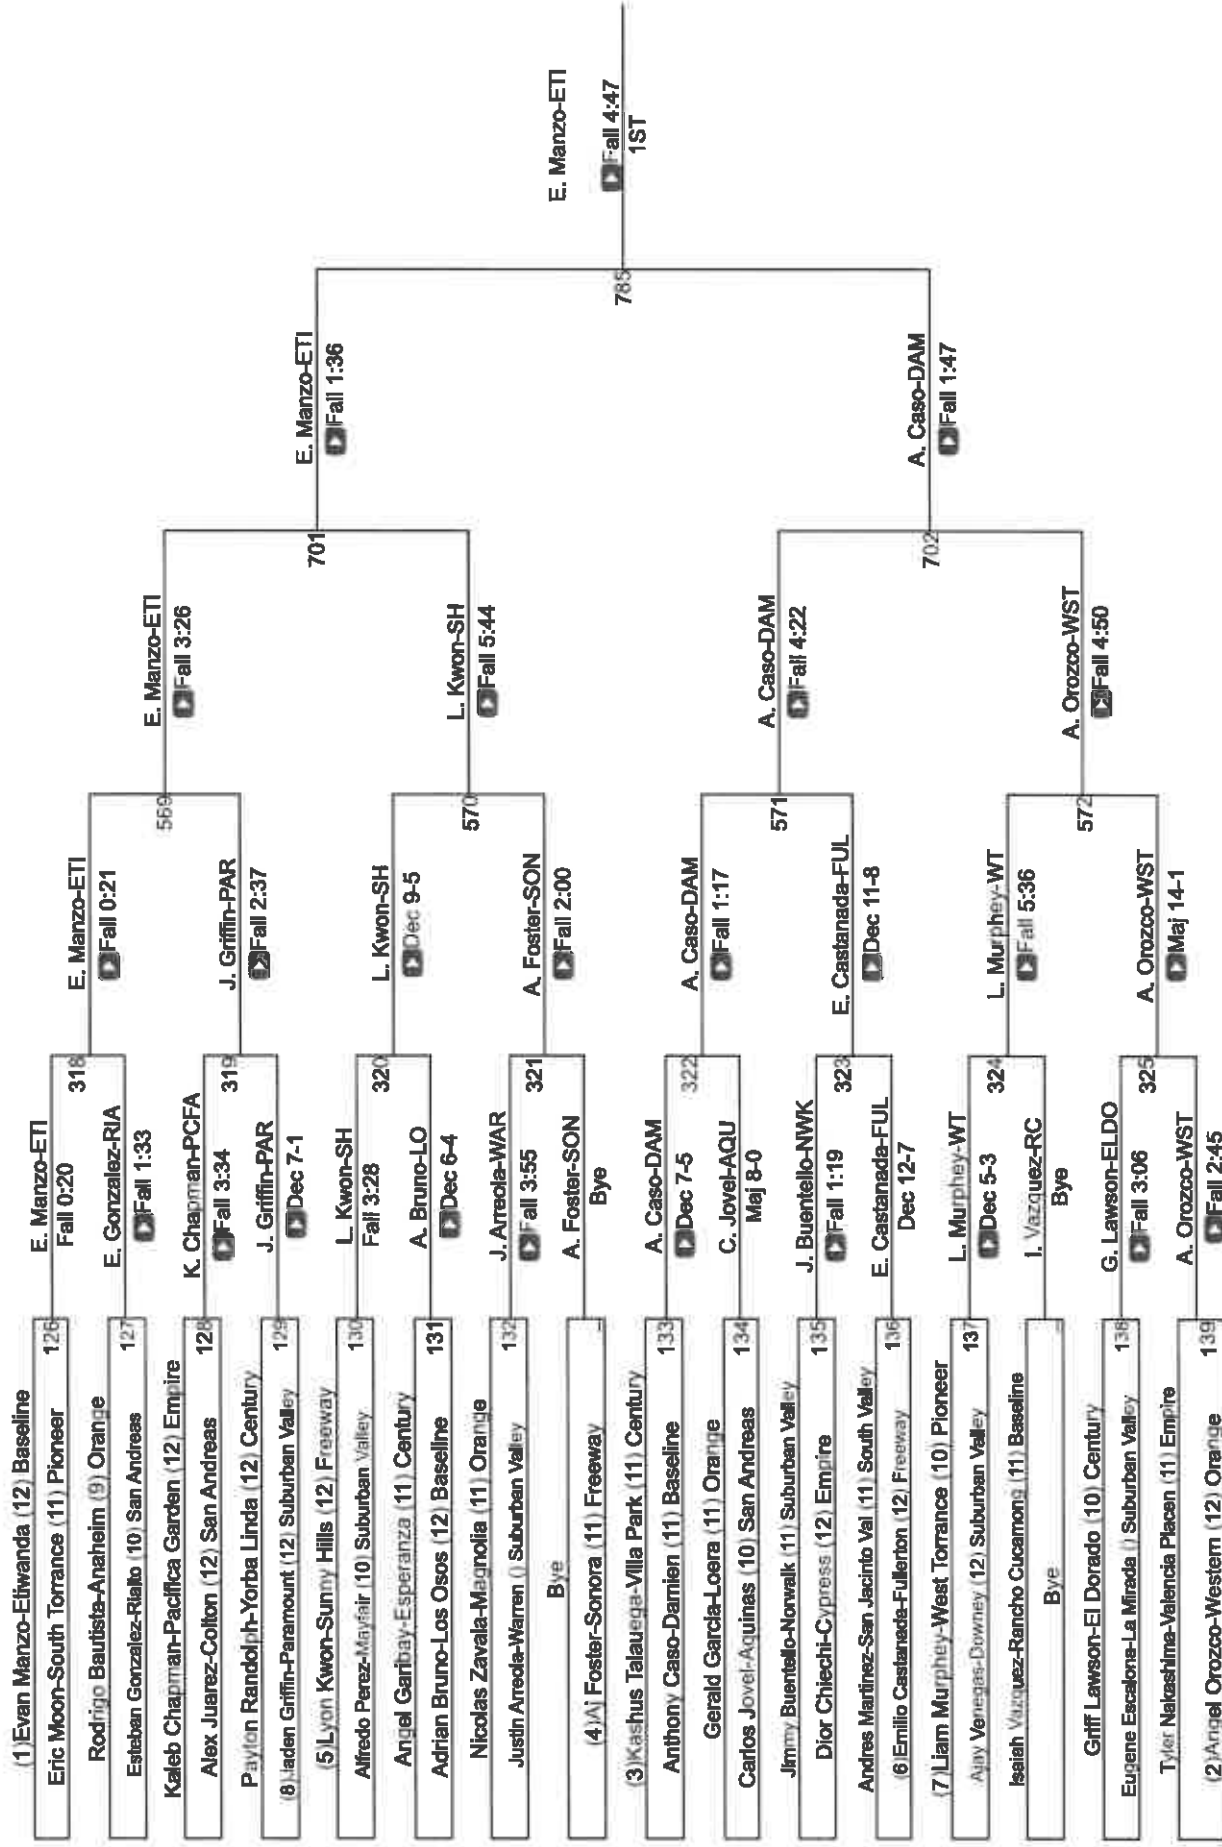 (1)Evan Manzo-Etiwanda (12) Baseline
126
Eric Moon-South Torrance (11) Pioneer
Rodrigo Bautista-Anaheim (9) Orange
127
Esteban Gonzalez-Rialto (10) San Andreas
Kaleb Chapman-Pacifica Garden (12) Empire
128
Alex Juarez-Colton (12) San Andreas
Payton Randolph-Yorba Linda (12) Century
129
(8)Jaden Griffin-Paramount (12) Suburban Valley
(5)Lyon Kwon-Sunny Hills (12) Freeway
130
Alfredo Perez-Mayfair (10) Suburban Valley
Angel Garibay-Esperanza (11) Century
131
Adrian Bruno-Los Osos (12) Baseline
Nicolas Zavala-Magnolia (11) Orange
132
Justin Arreola-Warren () Suburban Valley
Bye
(4)AJ Foster-Sonora (11) Freeway
(3)Kashus Talauega-Villa Park (11) Century
133
Anthony Caso-Damien (11) Baseline
Gerald Garcia-Loera (11) Orange
134
Carlos Jovel-Aquinas (10) San Andreas
Jimmy Buentello-Norwalk (11) Suburban Valley
135
Dior Chiechi-Cypress (12) Empire
Andres Martinez-San Jacinto Val (11) South Valley
136
(6)Emilio Castanada-Fullerton (12) Freeway
(7)Liam Murphey-West Torrance (10) Pioneer
137
Ajay Venegas-Downey (12) Suburban Valley
Isaiah Vazquez-Rancho Cucamong (11) Baseline
Bye
Griff Lawson-El Dorado (10) Century
138
Eugene Escalona-La Mirada () Suburban Valley
Tyler Nakashima-Valencia Placen (11) Empire
139
(2)Angel Orozco-Western (12) Orange
E. Manzo-ETI
Fall 0:20
318
E. Gonzalez-RIA
Fall 1:33
K. Chapman-PCFA
Fall 3:34
319
J. Griffin-PAR
Dec 7-1
L. Kwon-SH
Fall 3:28
320
A. Bruno-LO
Dec 6-4
J. Arreola-WAR
Fall 3:55
321
A. Foster-SON
Bye
A. Caso-DAM
Dec 7-5
322
C. Jovel-AQU
Maj 8-0
J. Buentello-NWK
Fall 1:19
323
E. Castanada-FUL
Dec 12-7
L. Murphey-WT
Dec 5-3
324
I. Vazquez-RC
Bye
G. Lawson-ELDO
Fall 3:06
325
A. Orozco-WST
Fall 2:45
E. Manzo-ETI
Fall 0:21
569
J. Griffin-PAR
Fall 2:37
L. Kwon-SH
Dec 9-5
570
A. Foster-SON
Fall 2:00
A. Caso-DAM
Fall 1:17
571
E. Castanada-FUL
Dec 11-8
L. Murphey-WT
Fall 5:36
572
A. Orozco-WST
Maj 14-1
E. Manzo-ETI
Fall 3:26
701
L. Kwon-SH
Fall 5:44
A. Caso-DAM
Fall 4:22
702
A. Orozco-WST
Fall 4:50
E. Manzo-ETI
Fall 1:36
785
A. Caso-DAM
Fall 1:47
E. Manzo-ETI
Fall 4:47
1ST